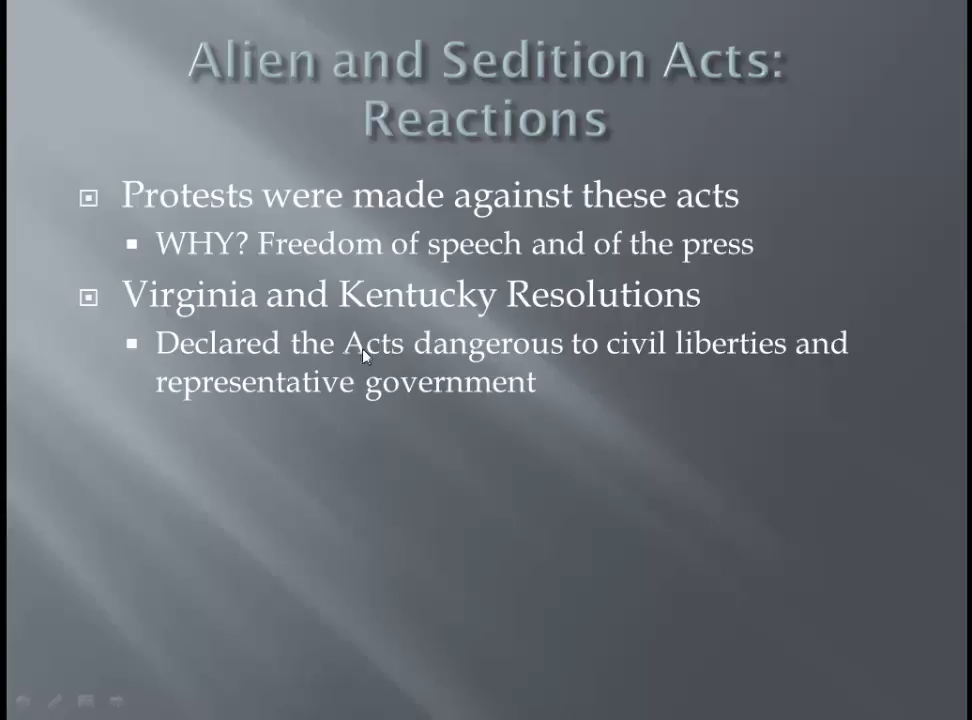 Alien and Sedition Acts:
Reactions
Protests were made against these acts
WHY? Freedom of speech and of the press
Virginia and Kentucky Resolutions
Declared the Acts dangerous to civil liberties and
representative government